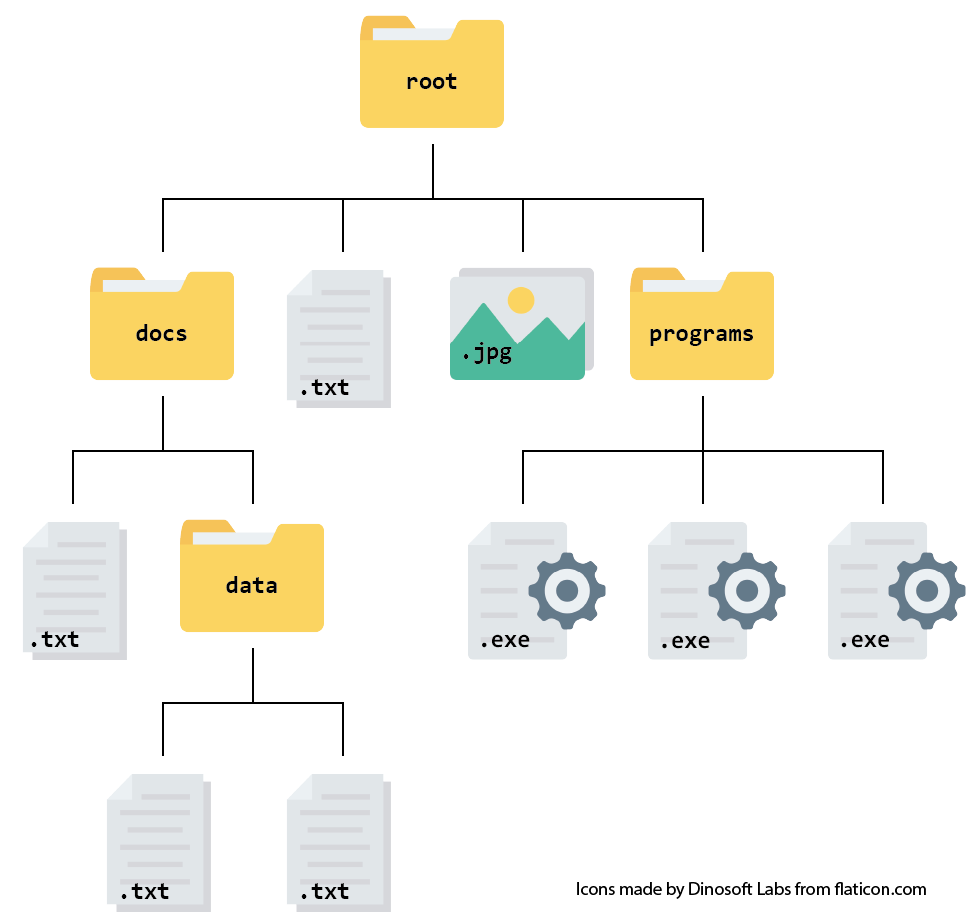 root
docs
.txt
.jpg
programs
.txt
data
.exe
.exe
.exe
.txt
.txt
Icons made by Dinosoft Labs from flaticon.com